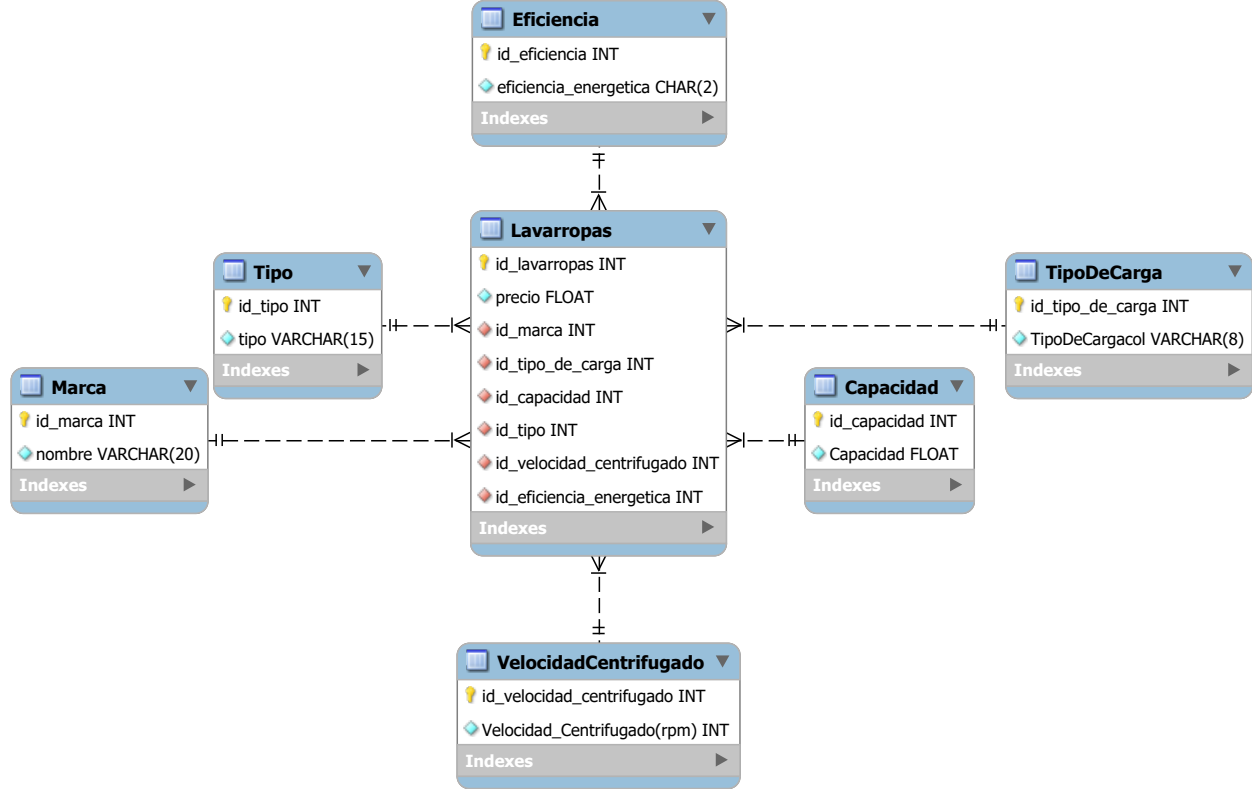 Eficiencia
id_eficiencia INT
eficiencia_energetica CHAR(2)
Indexes
Lavarropas
id_lavarropas INT
precio FLOAT
id_marca INT
id_tipo_de_carga INT
id_capacidad INT
id_tipo INT
id_velocidad_centrifugado INT
id_eficiencia_energetica INT
Indexes
Tipo
id_tipo INT
tipo VARCHAR(15)
Indexes
Marca
id_marca INT
nombre VARCHAR(20)
Indexes
TipoDeCarga
id_tipo_de_carga INT
TipoDeCargacol VARCHAR(8)
Indexes
Capacidad
id_capacidad INT
Capacidad FLOAT
Indexes
VelocidadCentrifugado
id_velocidad_centrifugado INT
Velocidad_Centrifugado(rpm) INT
Indexes